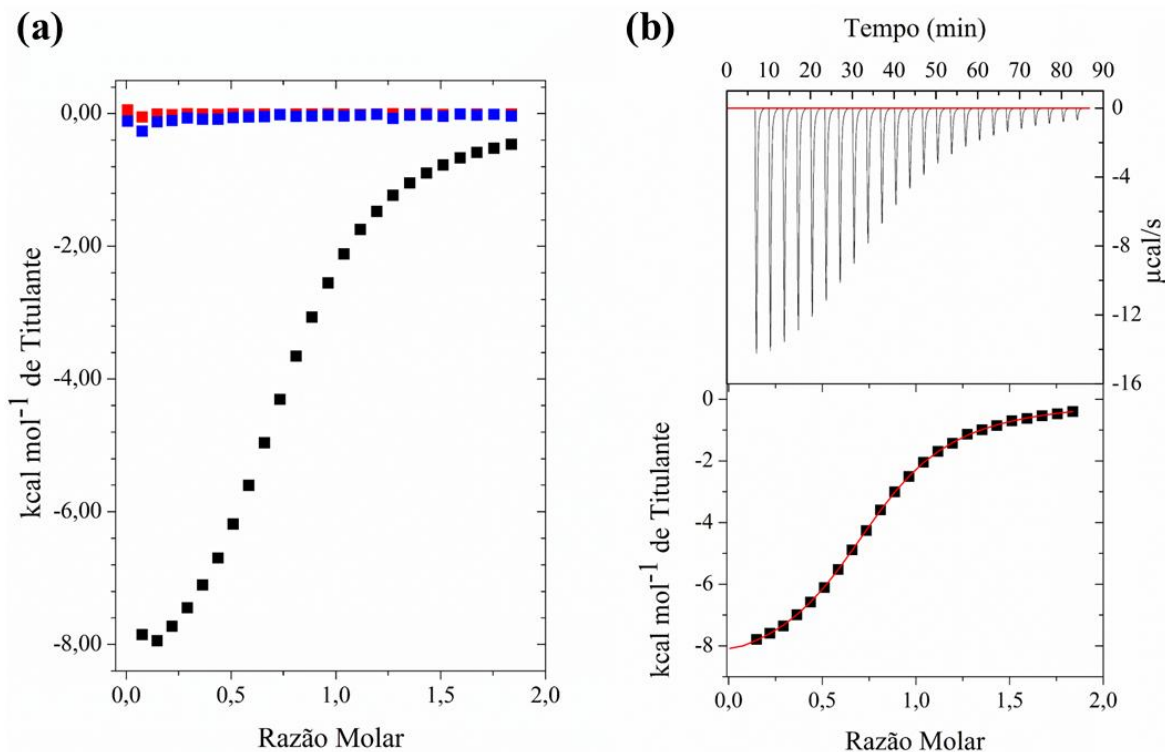 (a)
0,00
-2,00
-4,00
-6,00
-8,00
kcal mol⁻¹ de Titulante
0,0 0,5 1,0 1,5 2,0
Razão Molar
(b)
Tempo (min)
0 10 20 30 40 50 60 70 80 90
0
-4
-8
-12
-16
µcal/s
0
-2
-4
-6
-8
kcal mol⁻¹ de Titulante
0,0 0,5 1,0 1,5 2,0
Razão Molar